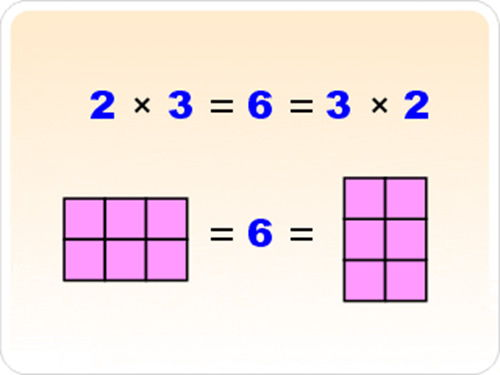 2 × 3 = 6 = 3 × 2
= 6 =